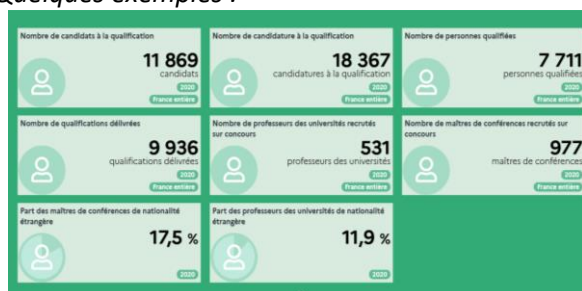 Quelques exemples :
Nombre de candidats à la qualification
11 869
candidats
2020
France entière
Nombre de candidature à la qualification
18 367
candidatures à la qualification
2020
France entière
Nombre de personnes qualifiées
7 711
personnes qualifiées
2020
France entière
Nombre de qualifications délivrées
9 936
qualifications délivrées
2020
France entière
Nombre de professeurs des universités recrutés
sur concours
531
professeurs des universités
2020
France entière
Nombre de maîtres de conférences recrutés sur
concours
977
maîtres de conférences
2020
France entière
Part des maîtres de conférences de nationalité
étrangère
17,5 %
2020
Part des professeurs des universités de nationalité
étrangère
11,9 %
2020